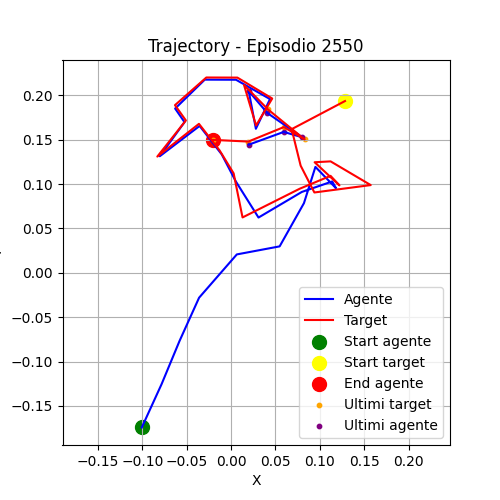 Trajectory - Episodio 2550
0.20
0.15
0.10
0.05
0.00
−0.05
−0.10
−0.15
−0.15 −0.10 −0.05 0.00 0.05 0.10 0.15 0.20
X
Agente
Target
Start agente
Start target
End agente
Ultimi target
Ultimi agente